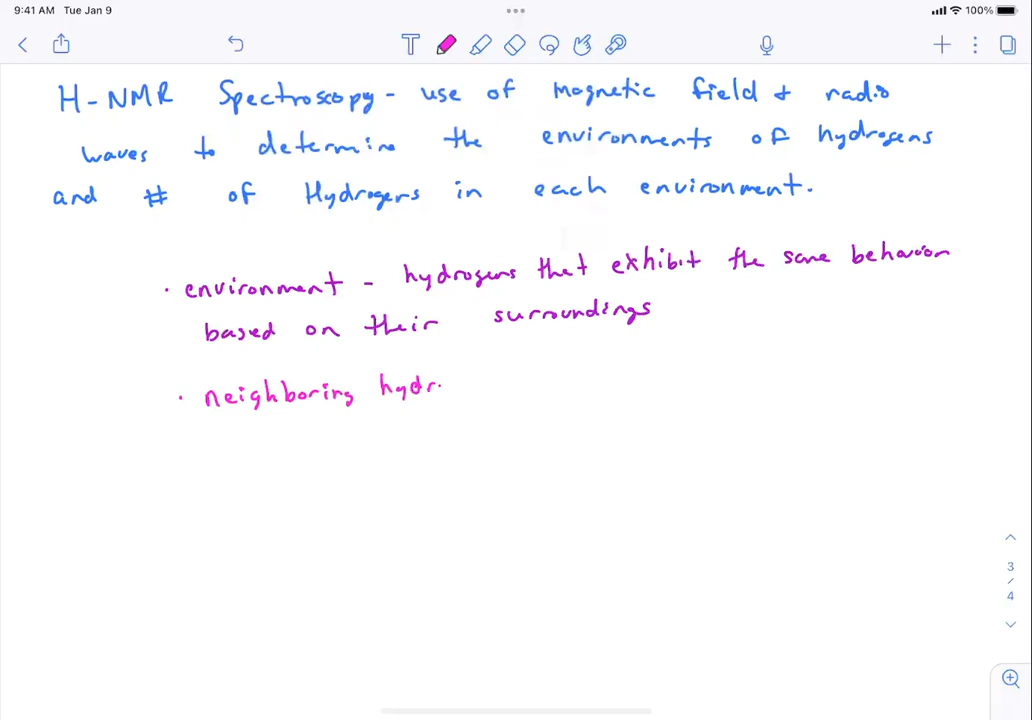 9:41 AM Tue Jan 9
100%
H-NMR Spectroscopy - use of magnetic field + radio
waves to determine the environments of hydrogens
and # of Hydrogens in each environment.
· environment - hydrogens that exhibit the same behavior
based on their surroundings
· neighboring hydr.
3
/
4